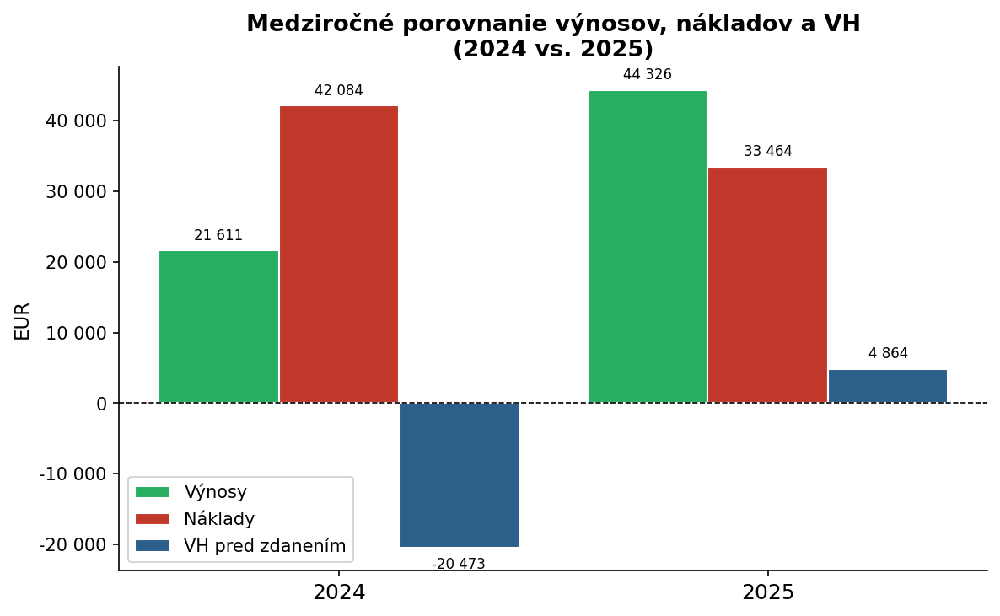 Medziročné porovnanie výnosov, nákladov a VH
(2024 vs. 2025)
44 326
42 084
40 000
33 464
30 000
21 611
20 000
EUR
10 000
4 864
0
-10 000
Výnosy
Náklady
VH pred zdanením
-20 000
-20 473
2024
2025